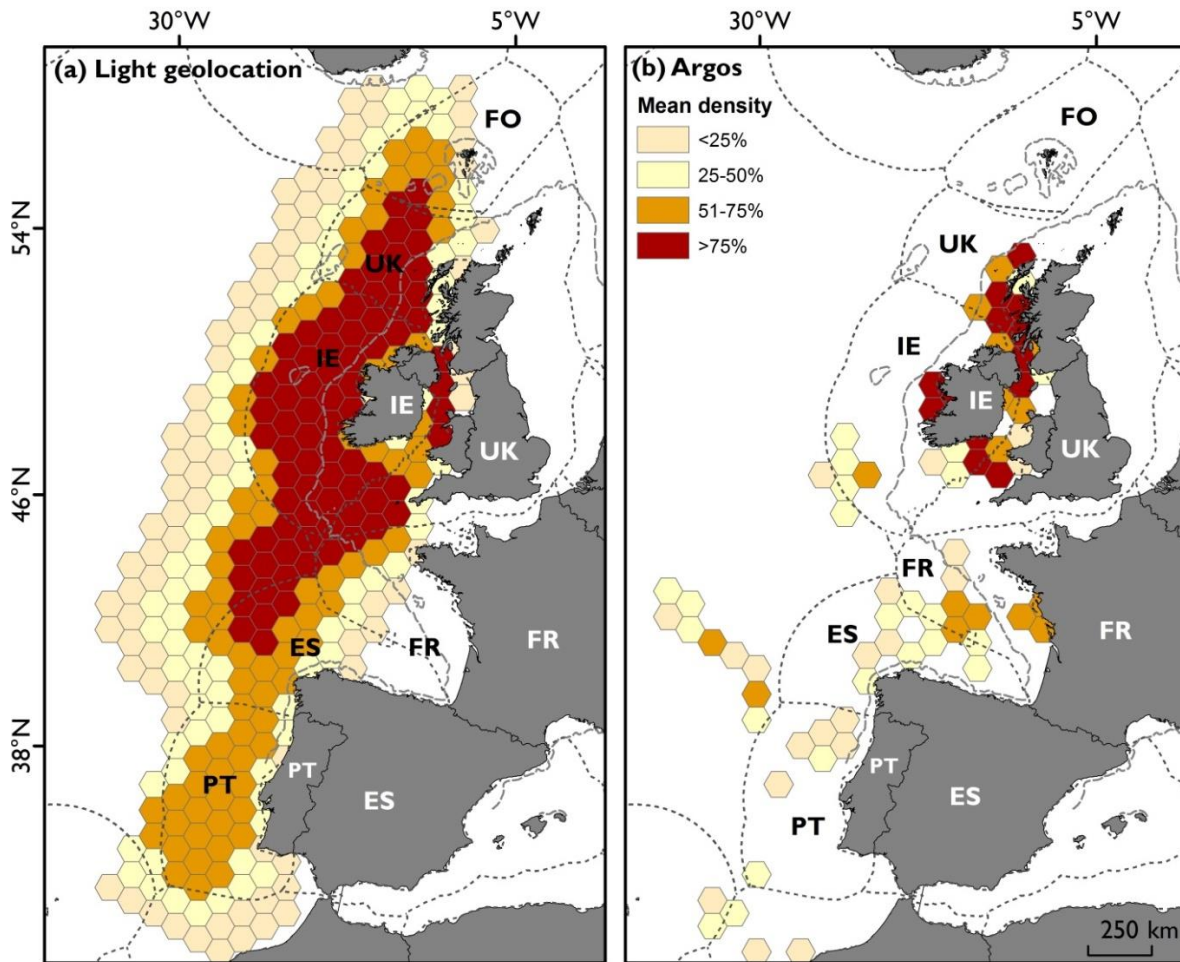 30°W 5°W 30°W 5°W
(a) Light geolocation
(b) Argos
Mean density
<25%
25-50%
51-75%
>75%
54°N
46°N
38°N
FO
UK
IE
IE
UK
ES
FR
FR
PT
PT
ES
FO
UK
IE
IE
UK
FR
ES
FR
PT
ES
PT
250 km